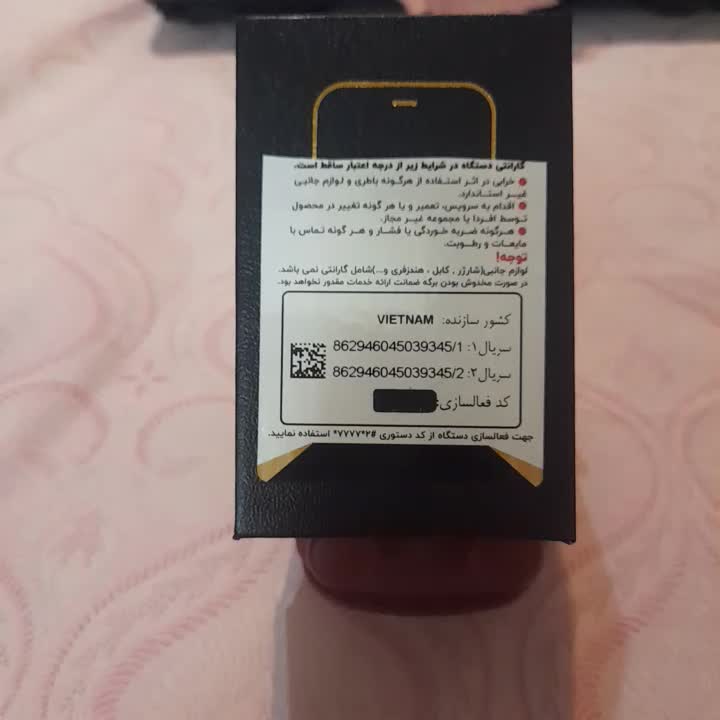 گارانتی دستگاه در شرایط زیر از درجه اعتبار ساقط است.
خرابی در اثر استفاده از هرگونه باطری و لوازم جانبی
غیر استاندارد.
اقدام به سرویس، تعمیر و یا هر گونه تغییر در محصول
توسط افراد یا مجموعه غیر مجاز.
هرگونه ضربه خوردگی یا فشار و هر گونه تماس با
مایعات و رطوبت.
توجه!
لوازم جانبی(شارژر , کابل ، هندزفری و...)شامل گارانتی نمی باشد.
در صورت مخدوش بودن برگه ضمانت ارائه خدمات مقدور نخواهد بود.
کشور سازنده: VIETNAM
سریال۱: 862946045039345/1
سریال۲: 862946045039345/2
کد فعالسازی:
جهت فعالسازی دستگاه از کد دستوری #۲*۷۷۷۷* استفاده نمایید.